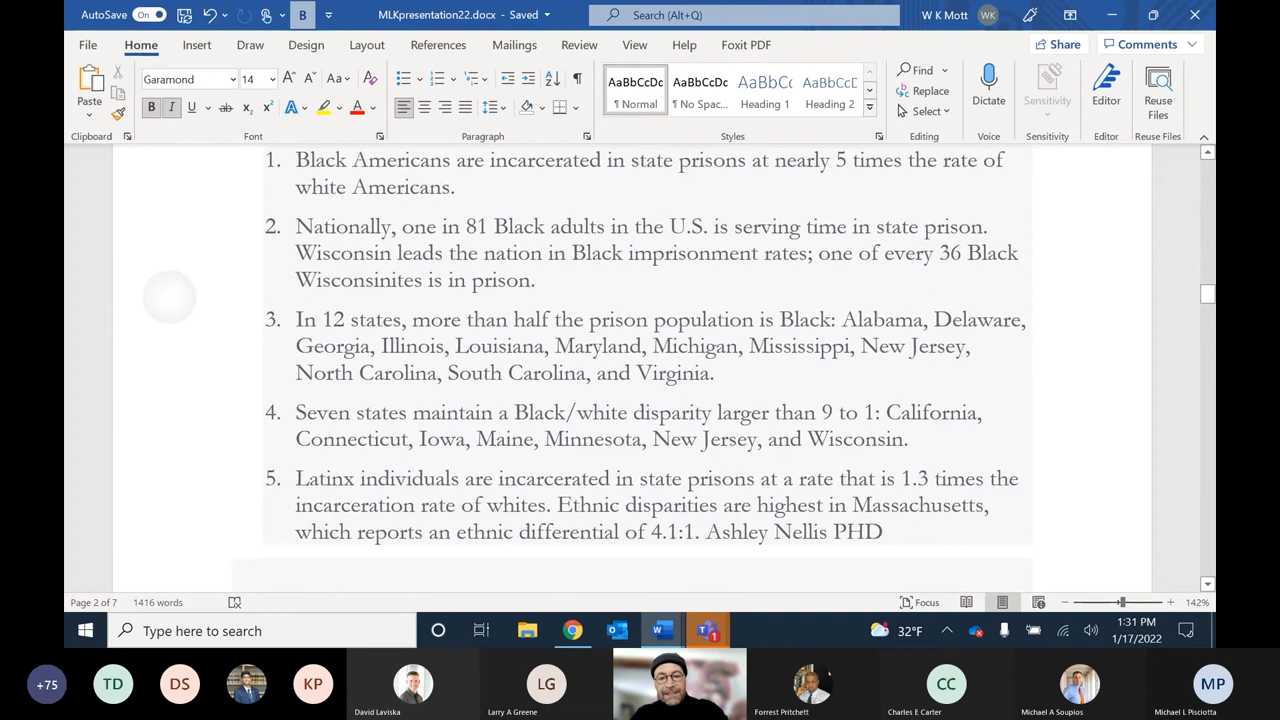 AutoSave On
MLKpresentation22.docx - Saved
Search (Alt+Q)
W K Mott WK
File Home Insert Draw Design Layout References Mailings Review View Help Foxit PDF
Share Comments
Paste
Clipboard
Garamond 14
Font
Paragraph
AaBbCcDc AaBbCcDc AaBbCc AaBbCcD
¶ Normal ¶ No Spac... Heading 1 Heading 2
Styles
Find
Replace
Select
Editing
Dictate
Voice
Sensitivity
Sensitivity
Editor
Editor
Reuse
Files
Reuse Files
1. Black Americans are incarcerated in state prisons at nearly 5 times the rate of
white Americans.
2. Nationally, one in 81 Black adults in the U.S. is serving time in state prison.
Wisconsin leads the nation in Black imprisonment rates; one of every 36 Black
Wisconsinites is in prison.
3. In 12 states, more than half the prison population is Black: Alabama, Delaware,
Georgia, Illinois, Louisiana, Maryland, Michigan, Mississippi, New Jersey,
North Carolina, South Carolina, and Virginia.
4. Seven states maintain a Black/white disparity larger than 9 to 1: California,
Connecticut, Iowa, Maine, Minnesota, New Jersey, and Wisconsin.
5. Latinx individuals are incarcerated in state prisons at a rate that is 1.3 times the
incarceration rate of whites. Ethnic disparities are highest in Massachusetts,
which reports an ethnic differential of 4.1:1. Ashley Nellis PHD
Page 2 of 7 1416 words
Focus
142%
Type here to search
32°F
1:31 PM
1/17/2022
+75 TD DS KP LG CC MP
David Laviska
Larry A Greene
Forrest Pritchett
Charles E Carter
Michael A Soupios
Michael L Pisciotta